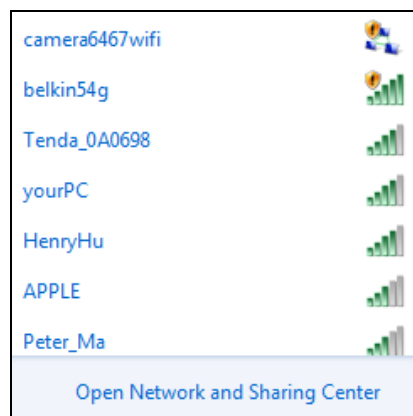 camera6467wifi
belkin54g
Tenda_0A0698
yourPC
HenryHu
APPLE
Peter_Ma
Open Network and Sharing Center